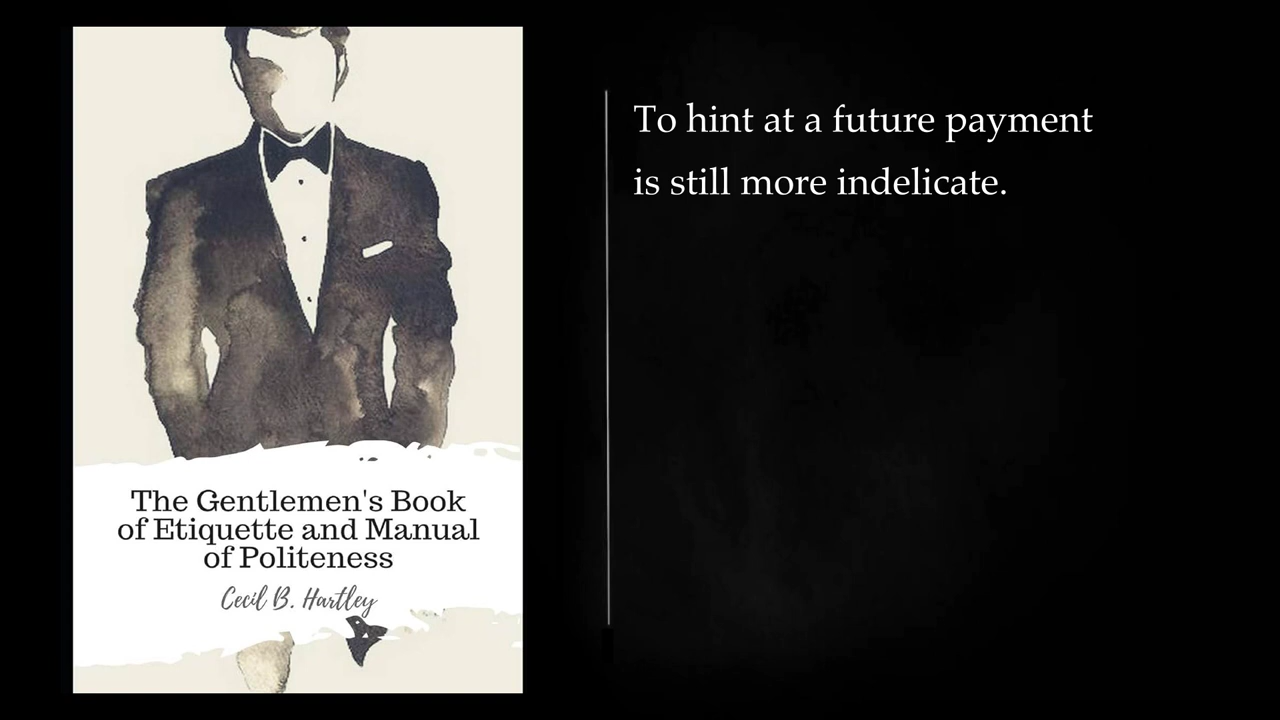 The Gentlemen's Book
of Etiquette and Manual
of Politeness
Cecil B. Hartley
To hint at a future payment
is still more indelicate.